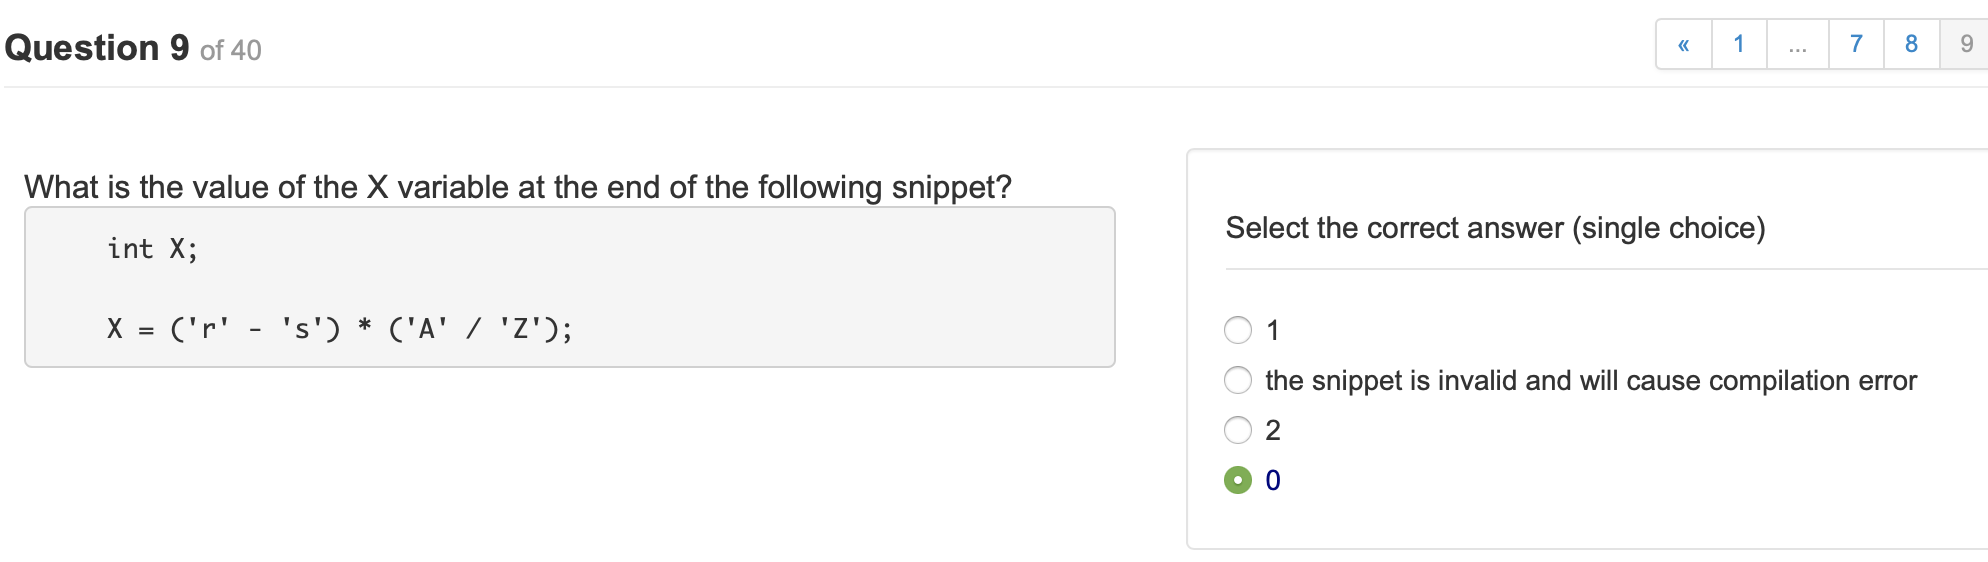 Question 9 of 40
« 1 ... 7 8 9
What is the value of the X variable at the end of the following snippet?
int X;
X = ('r' - 's') * ('A' / 'Z');
Select the correct answer (single choice)
1
the snippet is invalid and will cause compilation error
2
0